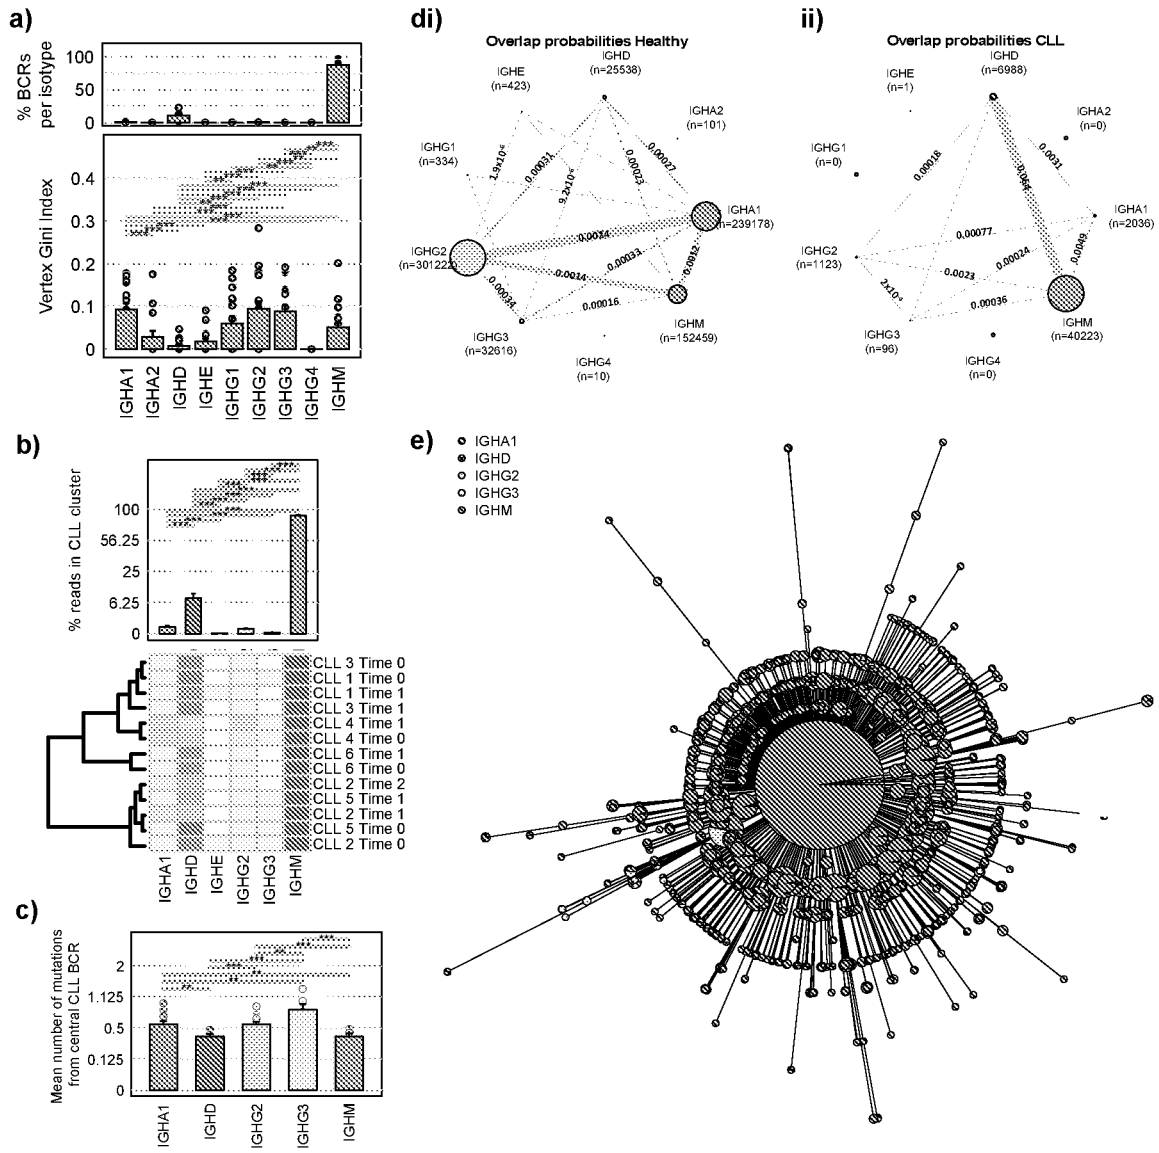 a)
% BCRs
per isotype
100
50
0
Vertex Gini Index
0.4
0.3
0.2
0.1
0
IGHA1
IGHA2
IGHD
IGHE
IGHG1
IGHG2
IGHG3
IGHG4
IGHM
di)
Overlap probabilities Healthy
IGHD
(n=25538)
IGHE
(n=423)
IGHA2
(n=101)
IGHG1
(n=334)
IGHA1
(n=239178)
IGHG2
(n=301222)
IGHM
(n=152459)
IGHG3
(n=32616)
IGHG4
(n=10)
0.00031
0.00027
0.00023
0.0034
0.00033
0.0014
0.0012
0.00034
0.00016
ii)
Overlap probabilities CLL
IGHD
(n=6988)
IGHE
(n=1)
IGHA2
(n=0)
IGHG1
(n=0)
IGHA1
(n=2036)
IGHG2
(n=1123)
IGHM
(n=40223)
IGHG3
(n=96)
IGHG4
(n=0)
0.00018
0.064
0.0031
0.00077
0.00024
0.0049
0.0023
0.00036
b)
% reads in CLL cluster
100
56.25
25
6.25
0
CLL 3 Time 0
CLL 1 Time 0
CLL 1 Time 1
CLL 3 Time 1
CLL 4 Time 1
CLL 4 Time 0
CLL 6 Time 1
CLL 6 Time 0
CLL 2 Time 2
CLL 5 Time 1
CLL 2 Time 1
CLL 5 Time 0
CLL 2 Time 0
IGHA1
IGHD
IGHE
IGHG2
IGHG3
IGHM
c)
Mean number of mutations
from central CLL BCR
2
1.125
0.5
0.125
0
IGHA1
IGHD
IGHG2
IGHG3
IGHM
e)
IGHA1
IGHD
IGHG2
IGHG3
IGHM